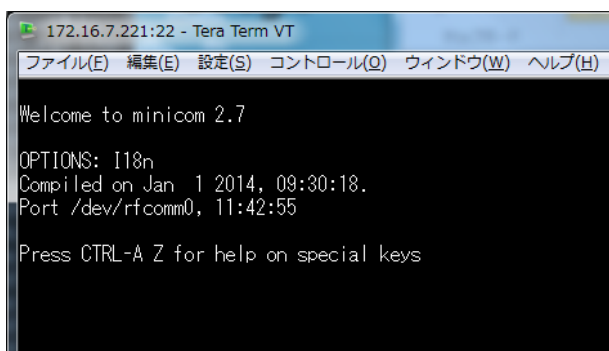 172.16.7.221:22 - Tera Term VT
ファイル(F) 編集(E) 設定(S) コントロール(O) ウィンドウ(W) ヘルプ(H)
Welcome to minicom 2.7
OPTIONS: I18n
Compiled on Jan  1 2014, 09:30:18.
Port /dev/rfcomm0, 11:42:55
Press CTRL-A Z for help on special keys